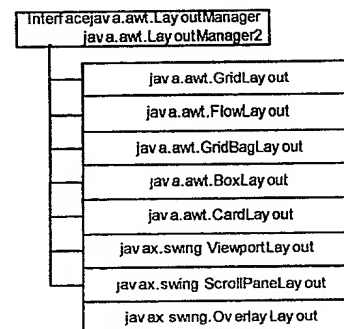 Interfacejava.awt.LayoutManager
java.awt.LayoutManager2
java.awt.GridLayout
java.awt.FlowLayout
java.awt.GridBagLayout
java.awt.BoxLayout
java.awt.CardLayout
javax.swing ViewportLayout
javax.swing ScrollPaneLayout
javax swing.OverlayLayout